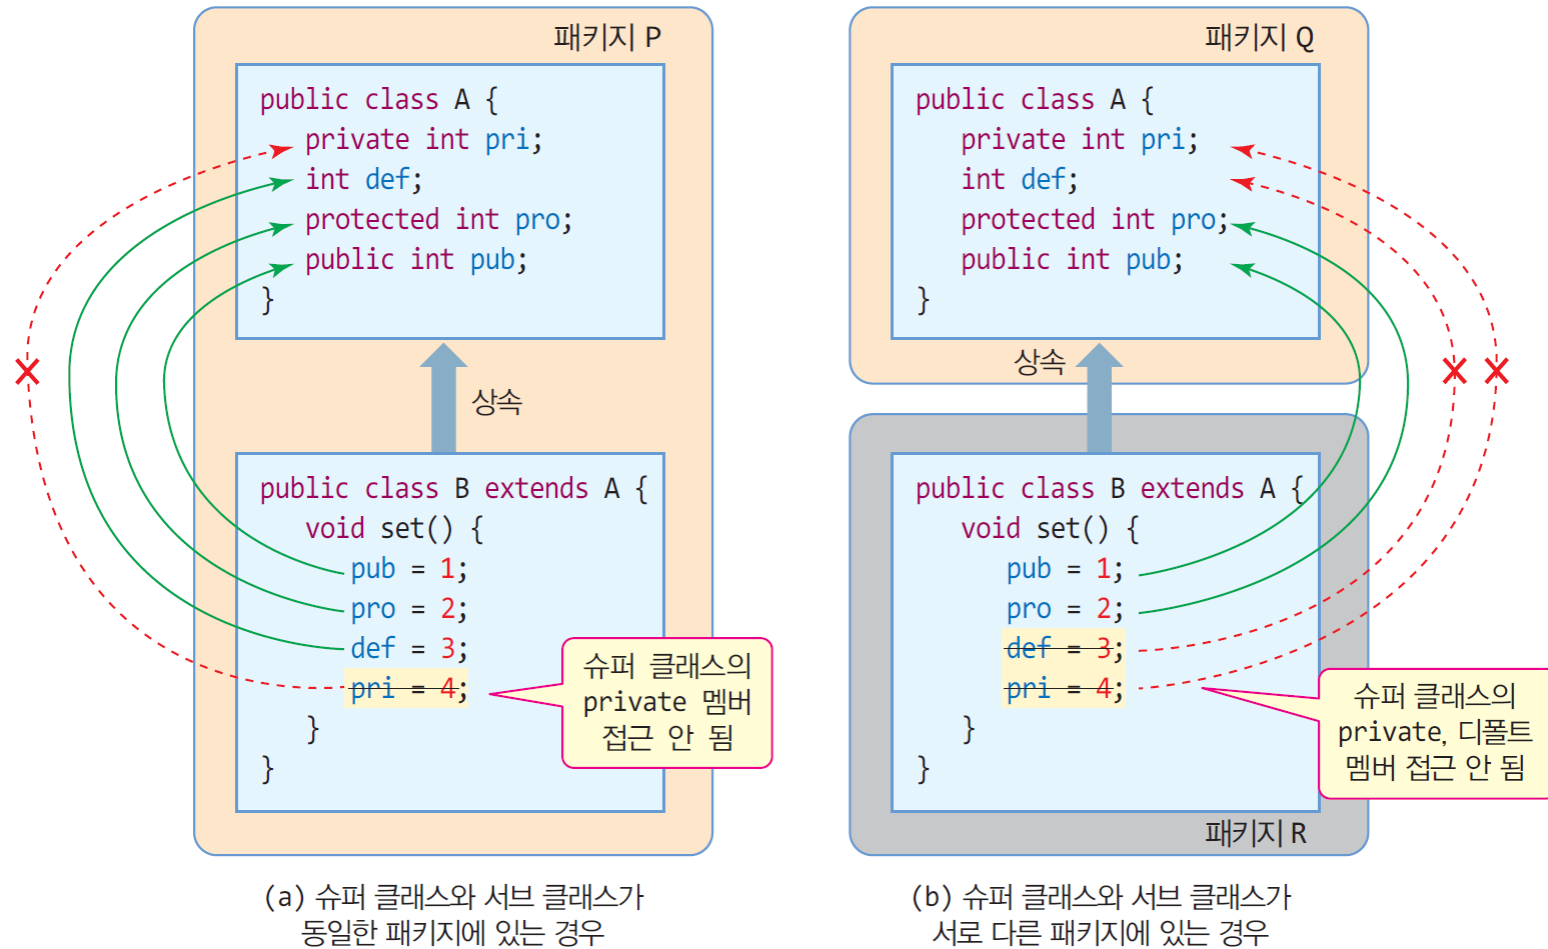 패키지 P
public class A {
private int pri;
int def;
protected int pro;
public int pub;
}
상속
public class B extends A {
void set() {
pub = 1;
pro = 2;
def = 3;
pri = 4;
}
}
슈퍼 클래스의
private 멤버
접근 안 됨
(a) 슈퍼 클래스와 서브 클래스가
동일한 패키지에 있는 경우
패키지 Q
public class A {
private int pri;
int def;
protected int pro;
public int pub;
}
상속
public class B extends A {
void set() {
pub = 1;
pro = 2;
def = 3;
pri = 4;
}
}
슈퍼 클래스의
private, 디폴트
멤버 접근 안 됨
패키지 R
(b) 슈퍼 클래스와 서브 클래스가
서로 다른 패키지에 있는 경우